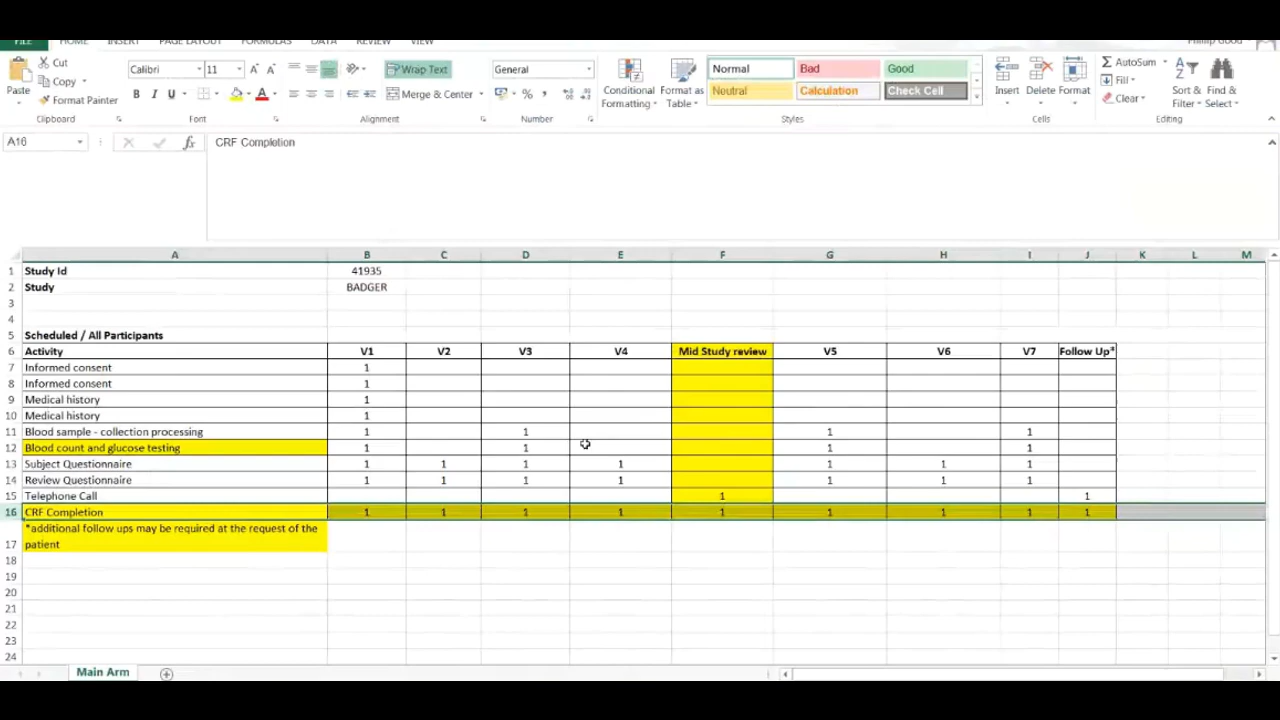 FILE HOME INSERT PAGE LAYOUT FORMULAS DATA REVIEW VIEW Phillip Good
Cut Calibri 11 A A Wrap Text General Normal Bad Good AutoSum
Copy Fill
Paste Format Painter B I U A Merge & Center % Conditional Formatting Format as Table Neutral Calculation Check Cell Insert Delete Format Clear Sort & Filter Find & Select
Clipboard Font Alignment Number Styles Cells Editing
A16 fx CRF Completion
A B C D E F G H I J K L M
1 Study Id 41935
2 Study BADGER
3
4
5 Scheduled / All Participants
6 Activity V1 V2 V3 V4 Mid Study review V5 V6 V7 Follow Up*
7 Informed consent 1
8 Informed consent 1
9 Medical history 1
10 Medical history 1
11 Blood sample - collection processing 1 1 1 1
12 Blood count and glucose testing 1 1 1 1
13 Subject Questionnaire 1 1 1 1 1 1 1
14 Review Questionnaire 1 1 1 1 1 1 1
15 Telephone Call 1 1
16 CRF Completion 1 1 1 1 1 1 1 1 1
*additional follow ups may be required at the request of the
17 patient
18
19
20
21
22
23
24
Main Arm